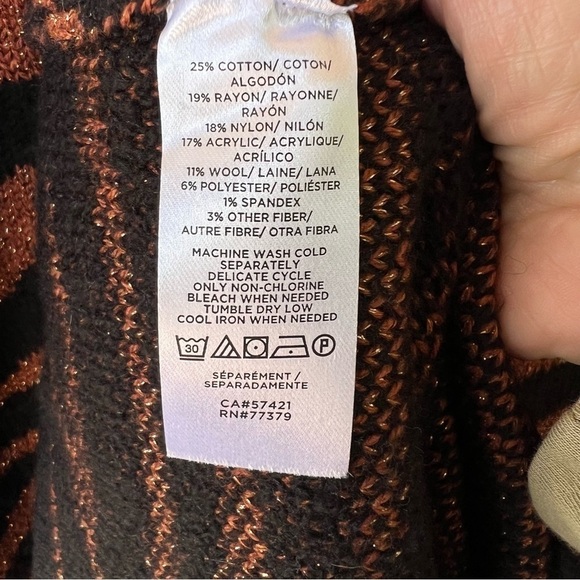 25% COTTON/ COTON/
ALGODÓN
19% RAYON/ RAYONNE/
RAYÓN
18% NYLON/ NILÓN
17% ACRYLIC/ ACRYLIQUE/
ACRÍLICO
11% WOOL/ LAINE/ LANA
6% POLYESTER/ POLIÉSTER
1% SPANDEX
3% OTHER FIBER/
AUTRE FIBRE/ OTRA FIBRA
MACHINE WASH COLD
SEPARATELY
DELICATE CYCLE
ONLY NON-CHLORINE
BLEACH WHEN NEEDED
TUMBLE DRY LOW
COOL IRON WHEN NEEDED
30 P
SÉPARÉMENT /
SEPARADAMENTE
CA#57421
RN#77379